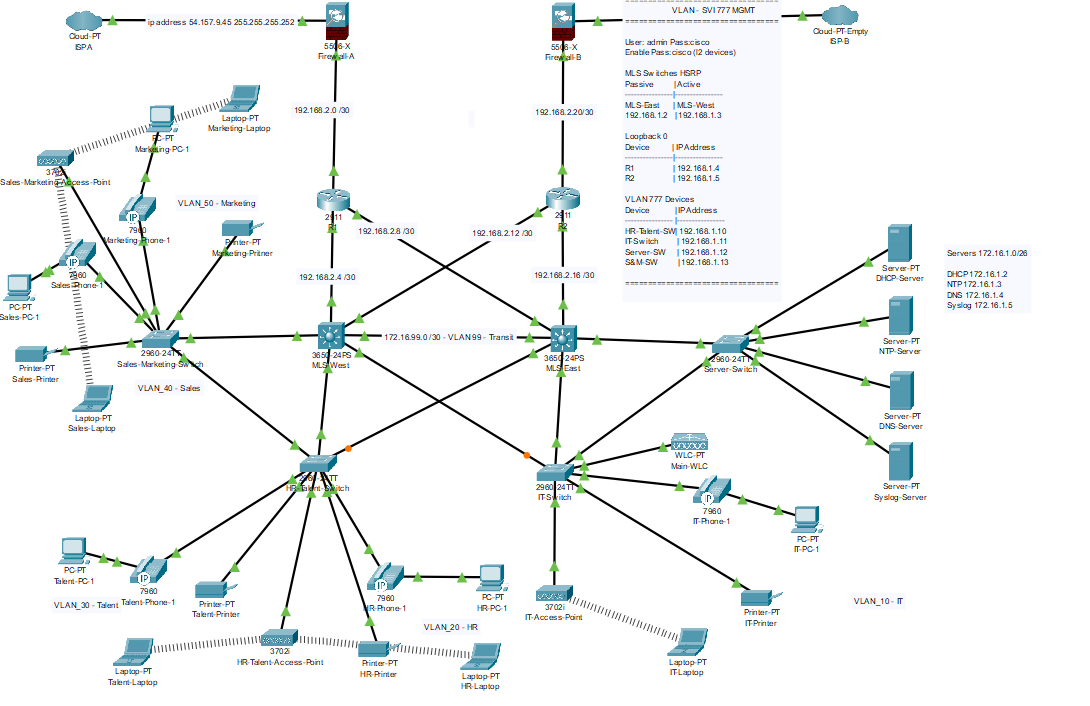 Cloud-PT
ISPA
ip address 54.157.9.45 255.255.255.252
5506-X
Firewall-A
5506-X
Firewall-B
Cloud-PT-Empty
ISP-B
VLAN - SVI 777 MGMT
User: admin Pass:cisco
Enable Pass:cisco (l2 devices)
MLS Switches HSRP
Passive |Active
MLS-East |MLS-West
192.168.1.2 |192.168.1.3
Loopback 0
Device |IP Address
R1 |192.168.1.4
R2 |192.168.1.5
VLAN 777 Devices
Device |IP Address
HR-Talent-SW| 192.168.1.10
IT-Switch | 192.168.1.11
Server-SW | 192.168.1.12
S&M-SW | 192.168.1.13
192.168.2.0 /30
192.168.2.20/30
Laptop-PT
Marketing-Laptop
PC-PT
Marketing-PC-1
3702i
Sales-Marketing-Access-Point
VLAN_50 - Marketing
7960
Marketing-Phone-1
Printer-PT
Marketing-Pritner
2911
R1
2911
R2
192.168.2.8 /30
192.168.2.12 /30
7960
Sales-Phone-1
PC-PT
Sales-PC-1
192.168.2.4 /30
192.168.2.16 /30
Server-PT
DHCP-Server
Servers 172.16.1.0/26
DHCP 172.16.1.2
NTP 172.16.1.3
DNS 172.16.1.4
Syslog 172.16.1.5
Server-PT
NTP-Server
172.16.99.0 /30 - VLAN 99 - Transit
2960-24TT
Sales-Marketing-Switch
3650-24PS
MLS-West
3650-24PS
MLS-East
2960-24TT
Server-Switch
Printer-PT
Sales-Printer
VLAN_40 - Sales
Laptop-PT
Sales-Laptop
Server-PT
DNS-Server
WLC-PT
Main-WLC
Server-PT
Syslog-Server
2960-24TT
HR-Talent-Switch
2960-24TT
IT-Switch
7960
IT-Phone-1
PC-PT
IT-PC-1
PC-PT
Talent-PC-1
7960
Talent-Phone-1
VLAN_30 - Talent
Printer-PT
Talent-Printer
7960
HR-Phone-1
PC-PT
HR-PC-1
VLAN_20 - HR
3702i
IT-Access-Point
Printer-PT
IT-Printer
VLAN_10 - IT
Laptop-PT
Talent-Laptop
3702i
HR-Talent-Access-Point
Printer-PT
HR-Printer
Laptop-PT
HR-Laptop
Laptop-PT
IT-Laptop